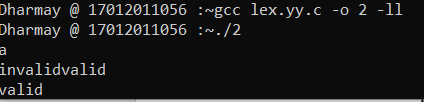 Dharmay @ 17012011056 :~gcc lex.yy.c -o 2 -ll
Dharmay @ 17012011056 :~./2
a
invalidvalid
valid